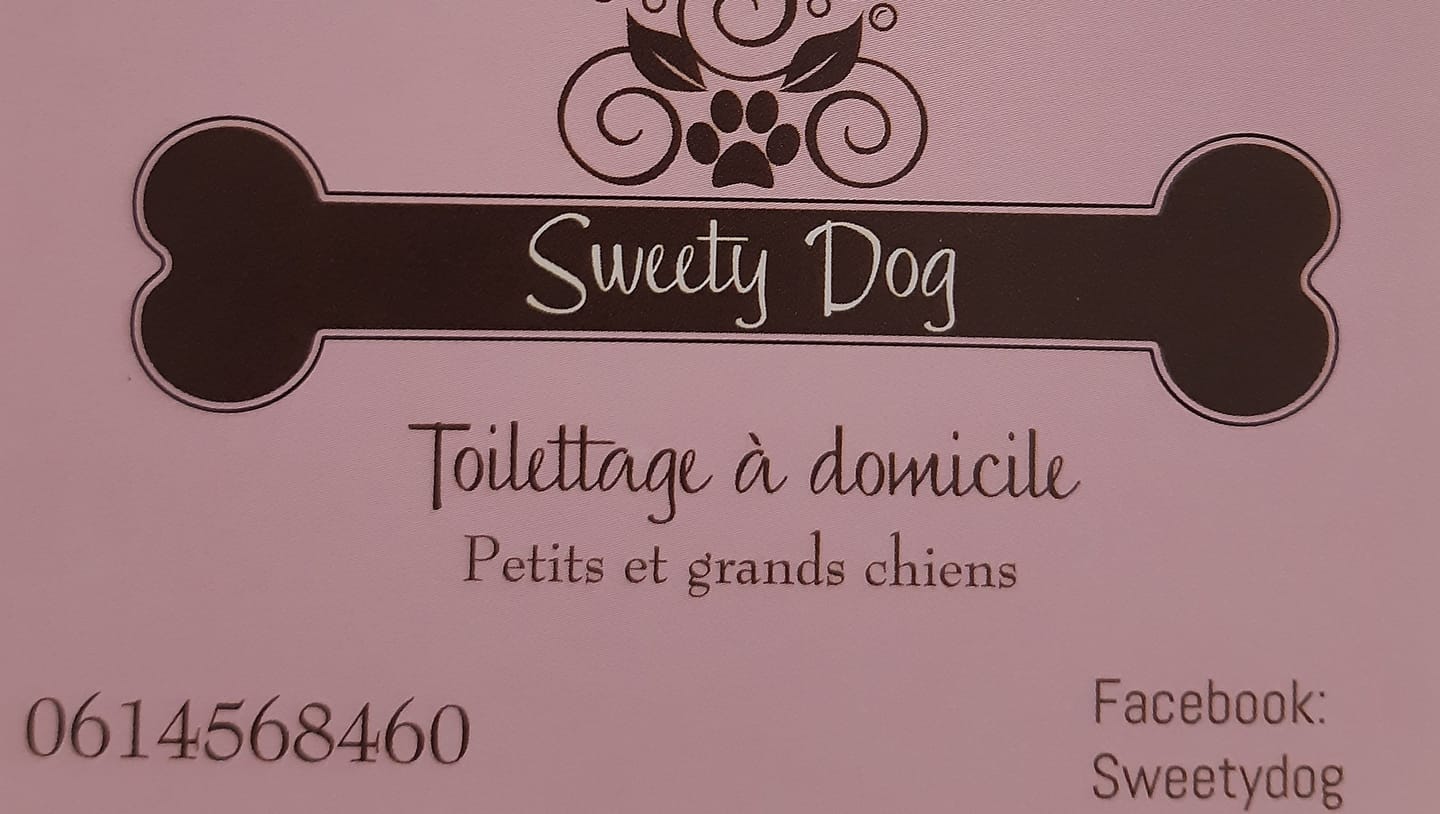 Sweety Dog
Toilettage à domicile
Petits et grands chiens
0614568460
Facebook:
Sweetydog